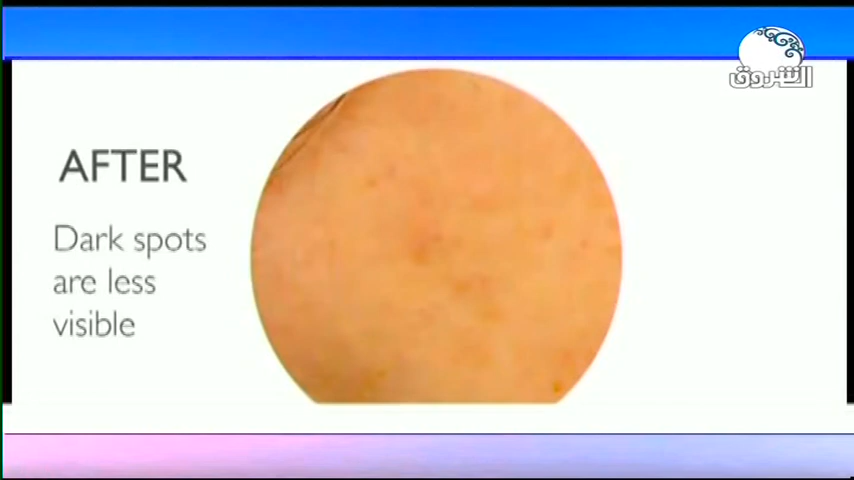 الشروق
AFTER
Dark spots
are less
visible